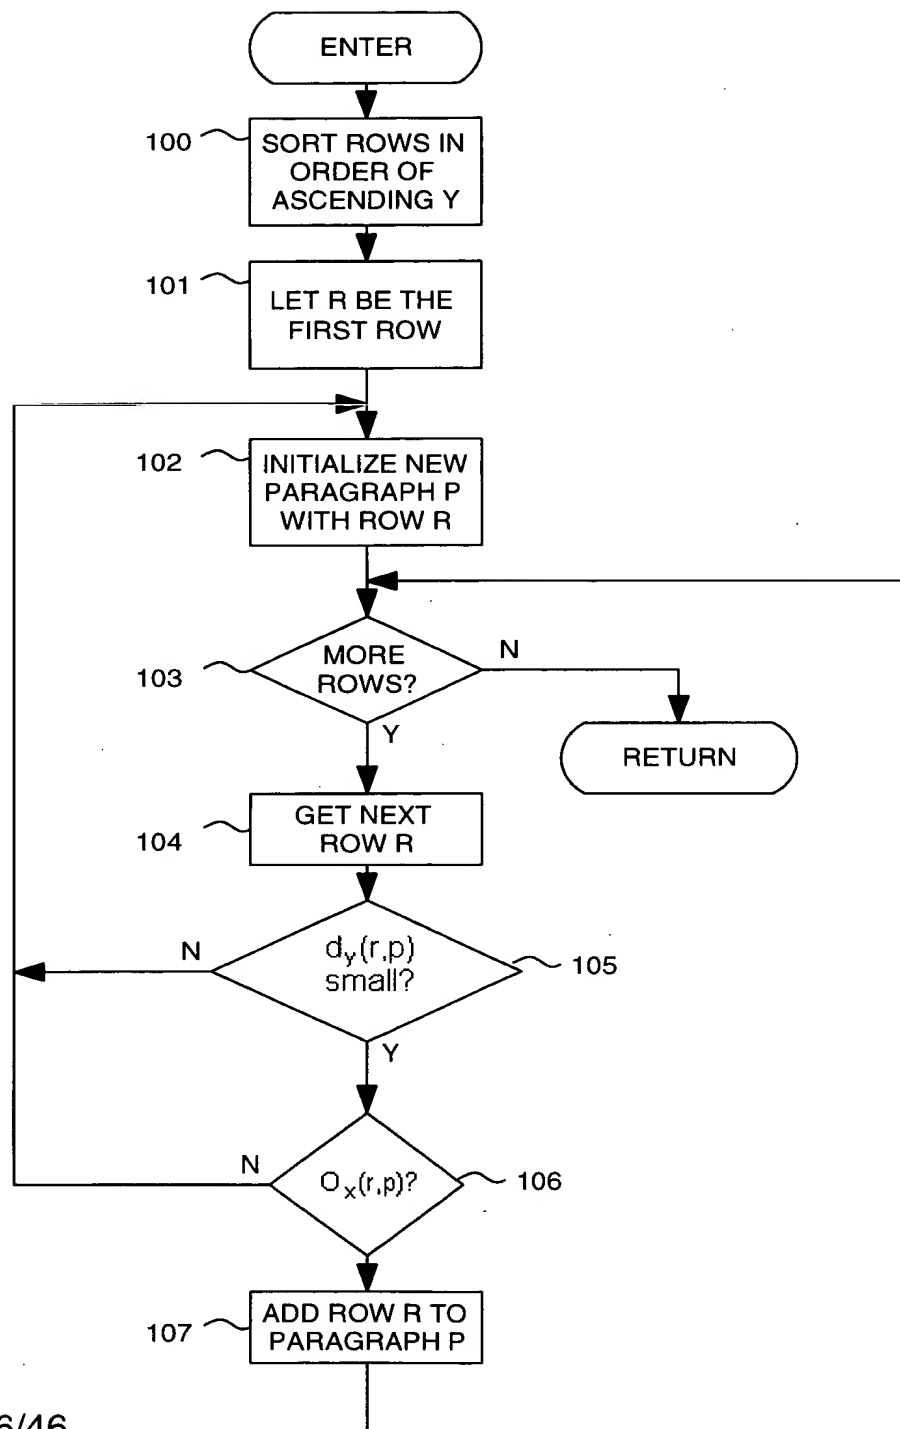 ENTER
100
SORT ROWS IN
ORDER OF
ASCENDING Y
101
LET R BE THE
FIRST ROW
102
INITIALIZE NEW
PARAGRAPH P
WITH ROW R
103
MORE
ROWS?
N
Y
RETURN
104
GET NEXT
ROW R
N
dy(r,p)
small?
105
Y
N
Ox(r,p)?
106
107
ADD ROW R TO
PARAGRAPH P
6/46